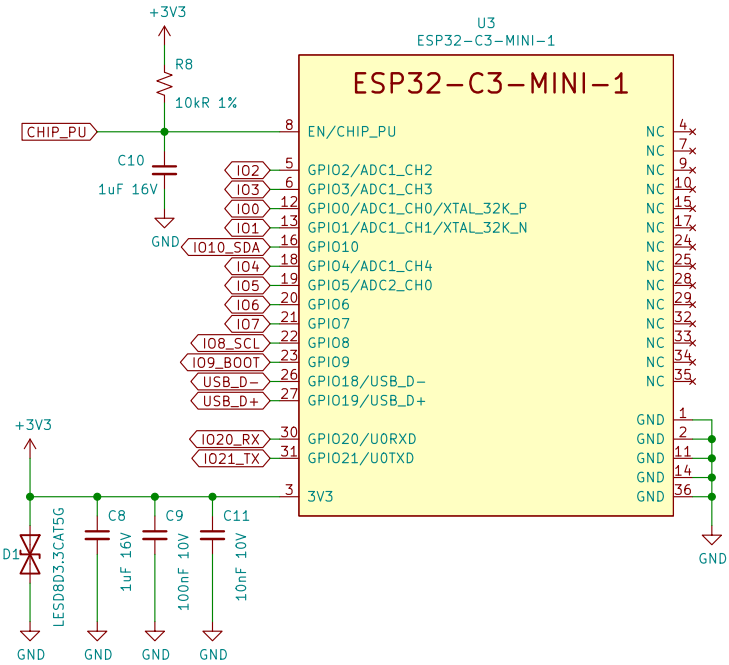 +3V3
U3
ESP32-C3-MINI-1
R8
10kR 1%
ESP32-C3-MINI-1
CHIP_PU
8 EN/CHIP_PU NC 4
NC 7
C10
1uF 16V
GND
IO2 5 GPIO2/ADC1_CH2 NC 9
IO3 6 GPIO3/ADC1_CH3 NC 10
IO0 12 GPIO0/ADC1_CH0/XTAL_32K_P NC 15
IO1 13 GPIO1/ADC1_CH1/XTAL_32K_N NC 17
IO10_SDA 16 GPIO10 NC 24
IO4 18 GPIO4/ADC1_CH4 NC 25
IO5 19 GPIO5/ADC2_CH0 NC 28
IO6 20 GPIO6 NC 29
IO7 21 GPIO7 NC 32
IO8_SCL 22 GPIO8 NC 33
IO9_BOOT 23 GPIO9 NC 34
USB_D- 26 GPIO18/USB_D- NC 35
USB_D+ 27 GPIO19/USB_D+
GND 1
IO20_RX 30 GPIO20/U0RXD GND 2
IO21_TX 31 GPIO21/U0TXD GND 11
GND 14
3 3V3 GND 36
GND
+3V3
D1
LESD8D3.3CAT5G
C8
1uF 16V
C9
100nF 10V
C11
10nF 10V
GND GND GND GND